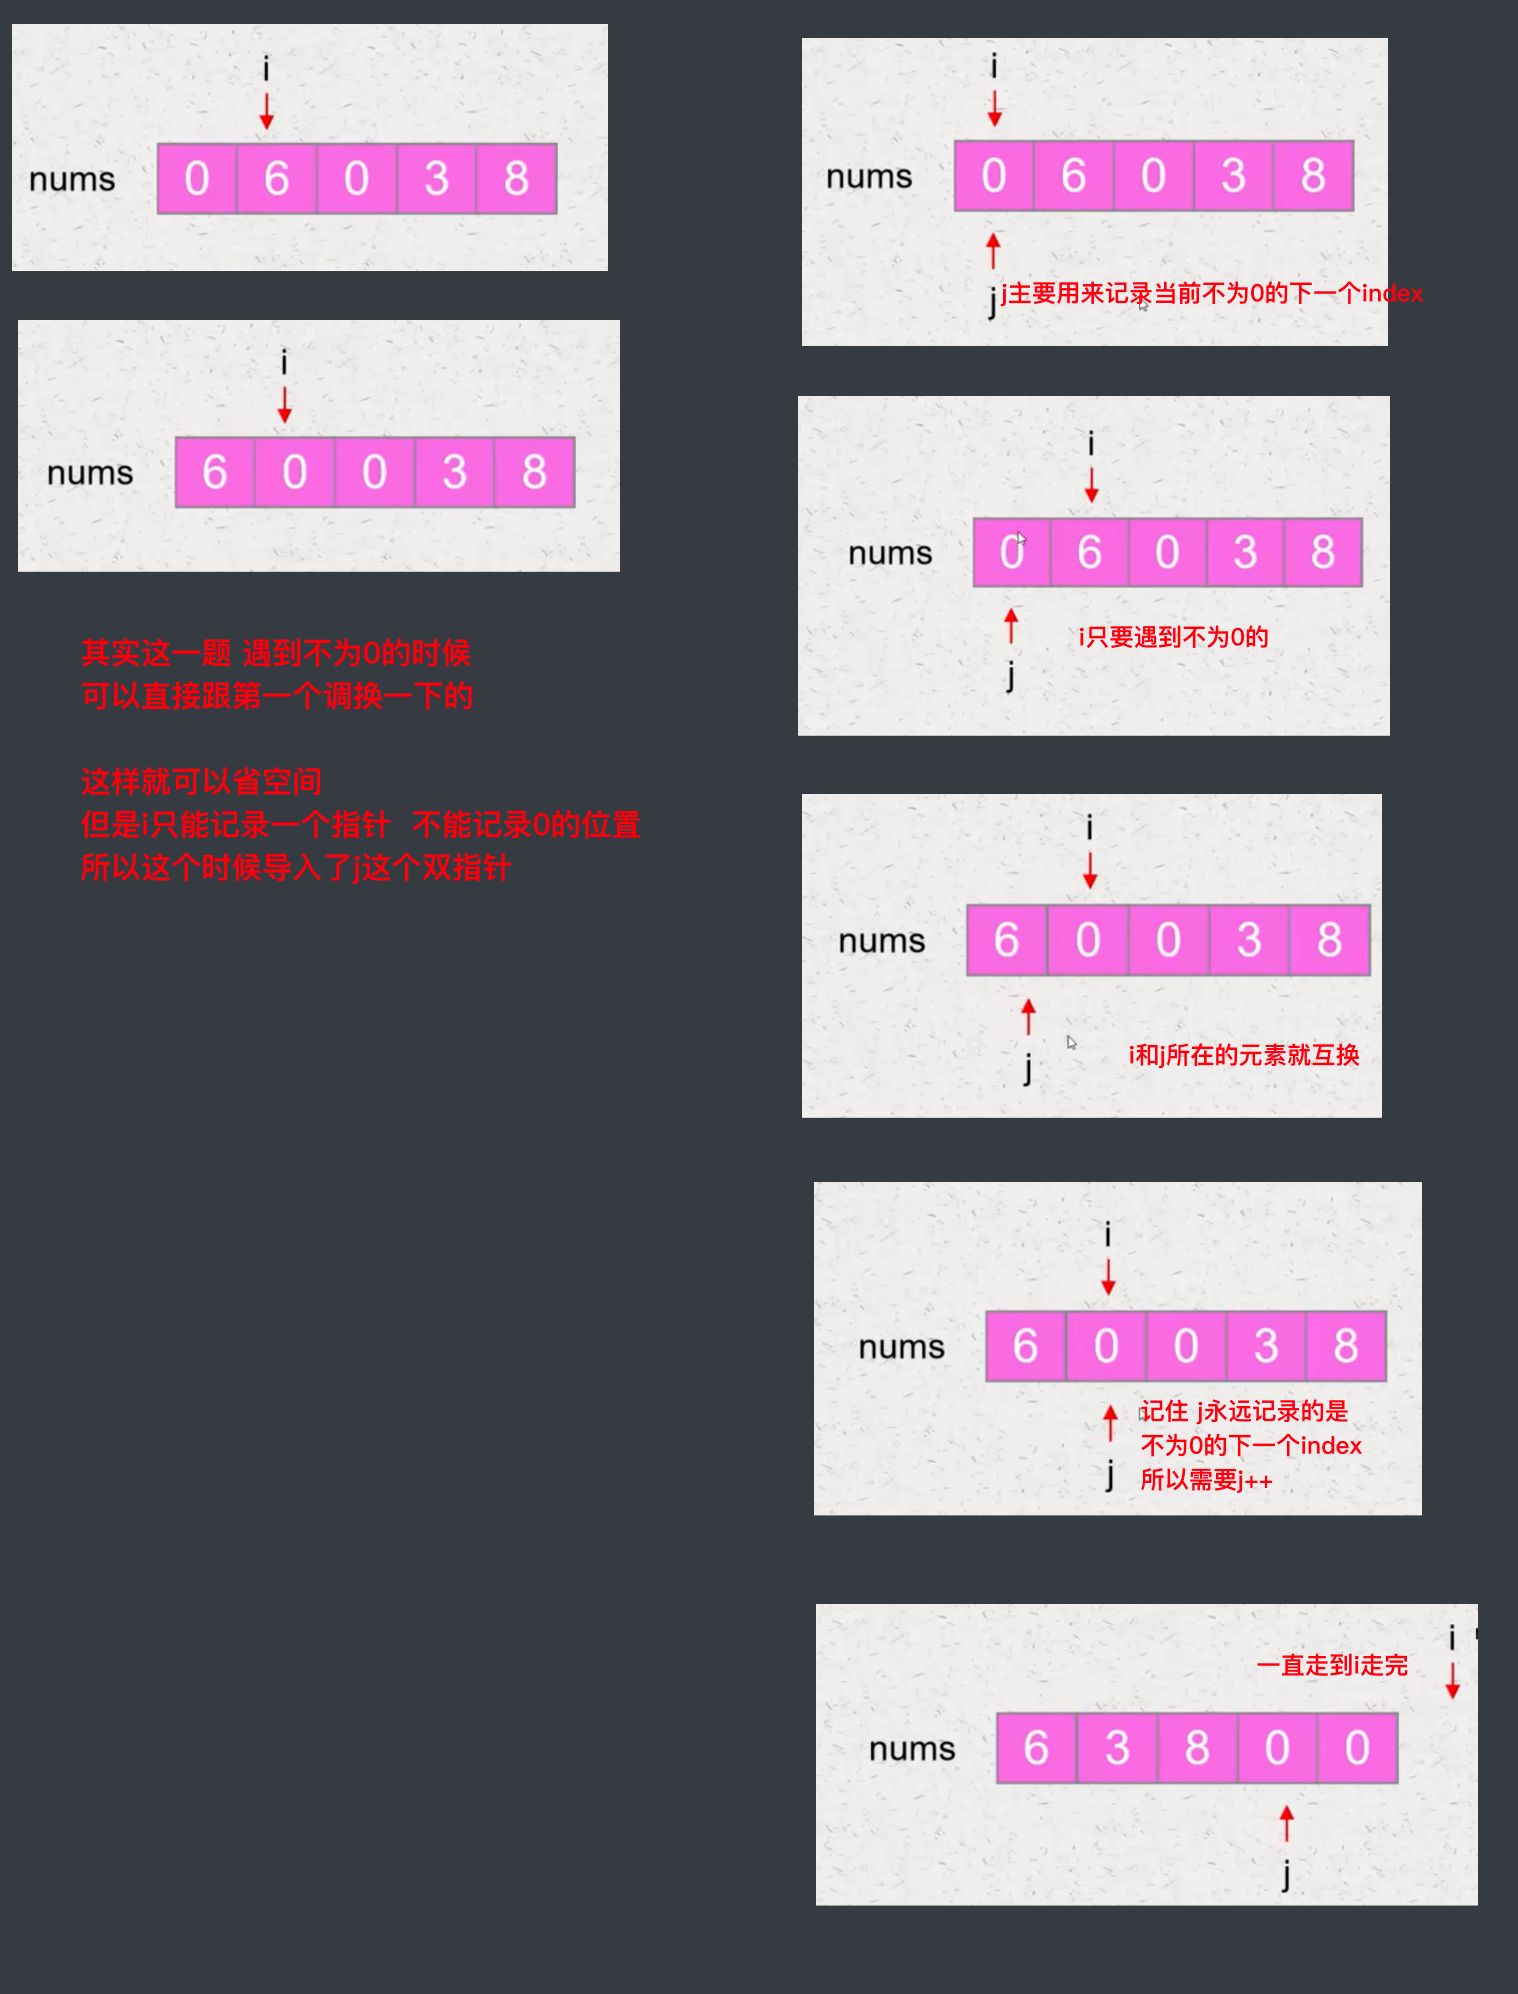 i
nums 0 6 0 3 8
i
nums 6 0 0 3 8
其实这一题 遇到不为0的时候
可以直接跟第一个调换一下的
这样就可以省空间
但是i只能记录一个指针 不能记录0的位置
所以这个时候导入了j这个双指针
i
nums 0 6 0 3 8
j主要用来记录当前不为0的下一个index
j
i
nums 0 6 0 3 8
i只要遇到不为0的
j
i
nums 6 0 0 3 8
i和j所在的元素就互换
j
i
nums 6 0 0 3 8
记住 j永远记录的是
不为0的下一个index
所以需要j++
j
i
一直走到i走完
nums 6 3 8 0 0
j